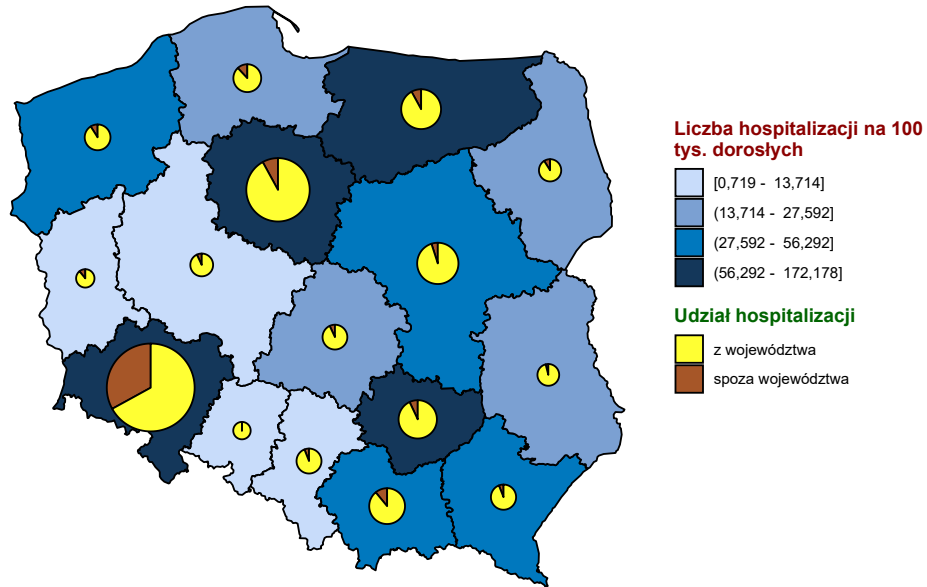 Liczba hospitalizacji na 100
tys. dorosłych
[0,719 - 13,714]
(13,714 - 27,592]
(27,592 - 56,292]
(56,292 - 172,178]
Udział hospitalizacji
z województwa
spoza województwa